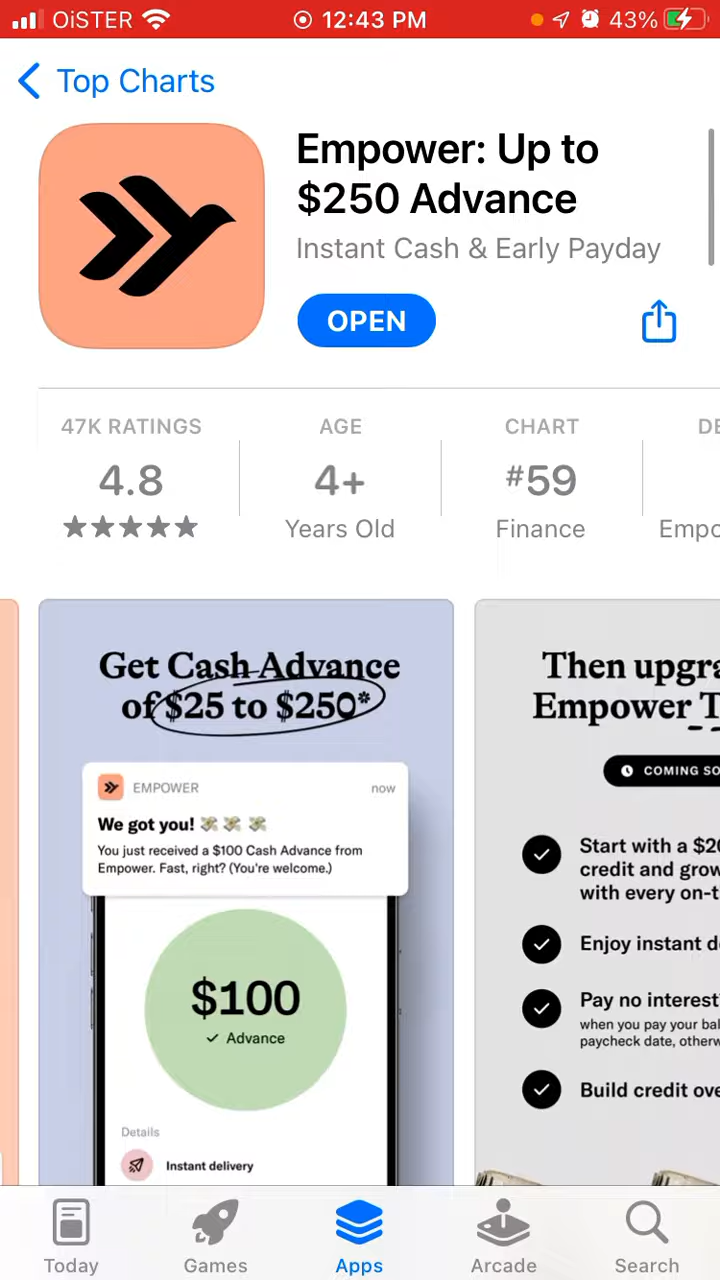 OiSTER 12:43 PM 43%
Top Charts
Empower: Up to
$250 Advance
Instant Cash & Early Payday
OPEN
47K RATINGS AGE CHART DE
4.8 4+ #59
Years Old Finance Empo
Get Cash Advance
of $25 to $250*
EMPOWER now
We got you!
You just received a $100 Cash Advance from
Empower. Fast, right? (You're welcome.)
$100
Advance
Details
Instant delivery
Then upgra
Empower T
COMING SO
Start with a $20
credit and grow
with every on-t
Enjoy instant d
Pay no interest
when you pay your bal
paycheck date, otherw
Build credit ove
Today Games Apps Arcade Search